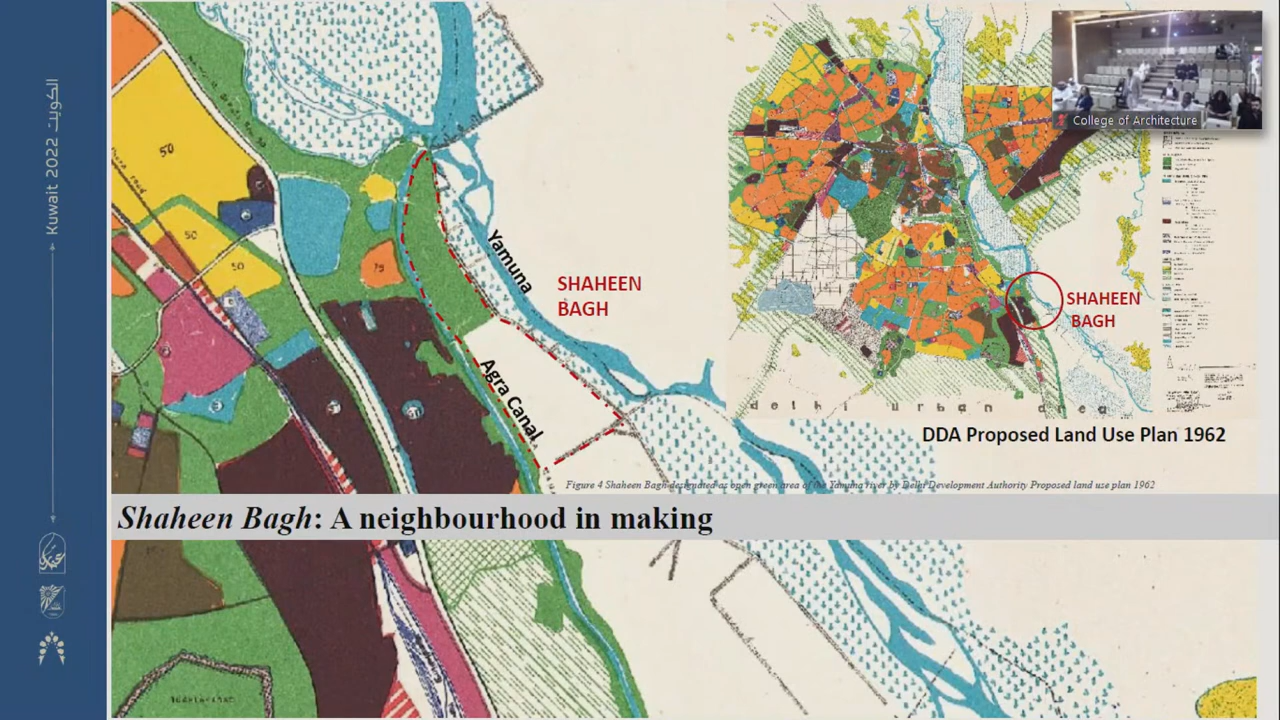 الكويت 2022 Kuwait
50
50
50
75
Yamuna
SHAHEEN
BAGH
Agra Canal
College of Architecture
SHAHEEN
BAGH
delhi urban area
DDA Proposed Land Use Plan 1962
Figure 4 Shaheen Bagh designated as open green area of the Yamuna river by Delhi Development Authority Proposed land use plan 1962
Shaheen Bagh: A neighbourhood in making